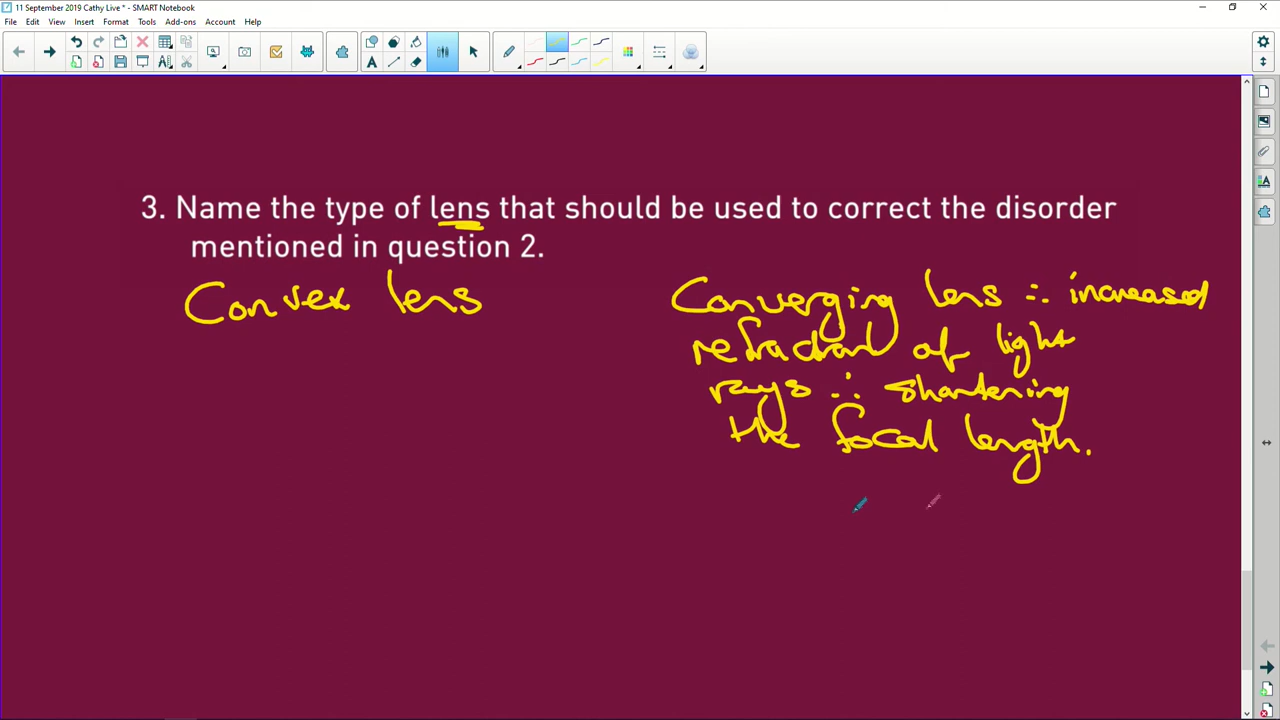 11 September 2019 Cathy Live * - SMART Notebook
File Edit View Insert Format Tools Add-ons Account Help
3. Name the type of lens that should be used to correct the disorder
mentioned in question 2.
Convex lens
Converging lens ∴ increased
refraction of light
rays ∴ shortening
the focal length.